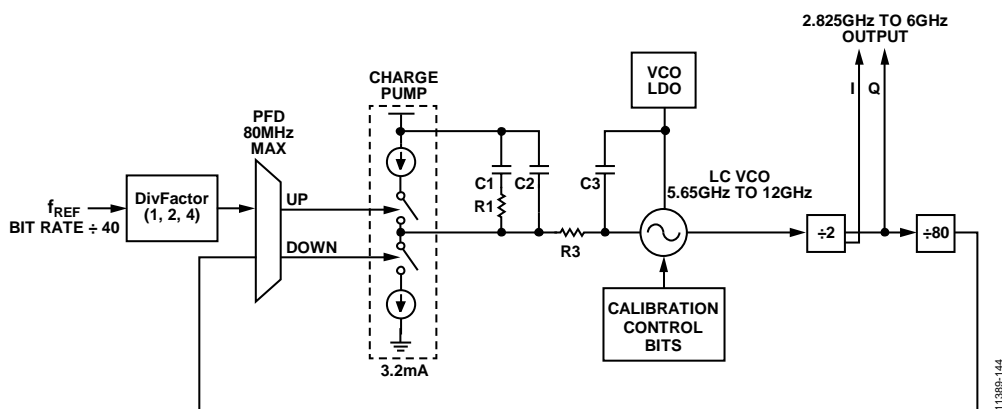 2.825GHz TO 6GHz
OUTPUT
I Q
VCO
LDO
CHARGE
PUMP
PFD
80MHz
MAX
LC VCO
5.65GHz TO 12GHz
C1 C2 C3
R1
DivFactor
(1, 2, 4)
fREF
BIT RATE ÷ 40
UP
DOWN
R3
÷2
÷80
CALIBRATION
CONTROL
BITS
3.2mA
11389-144